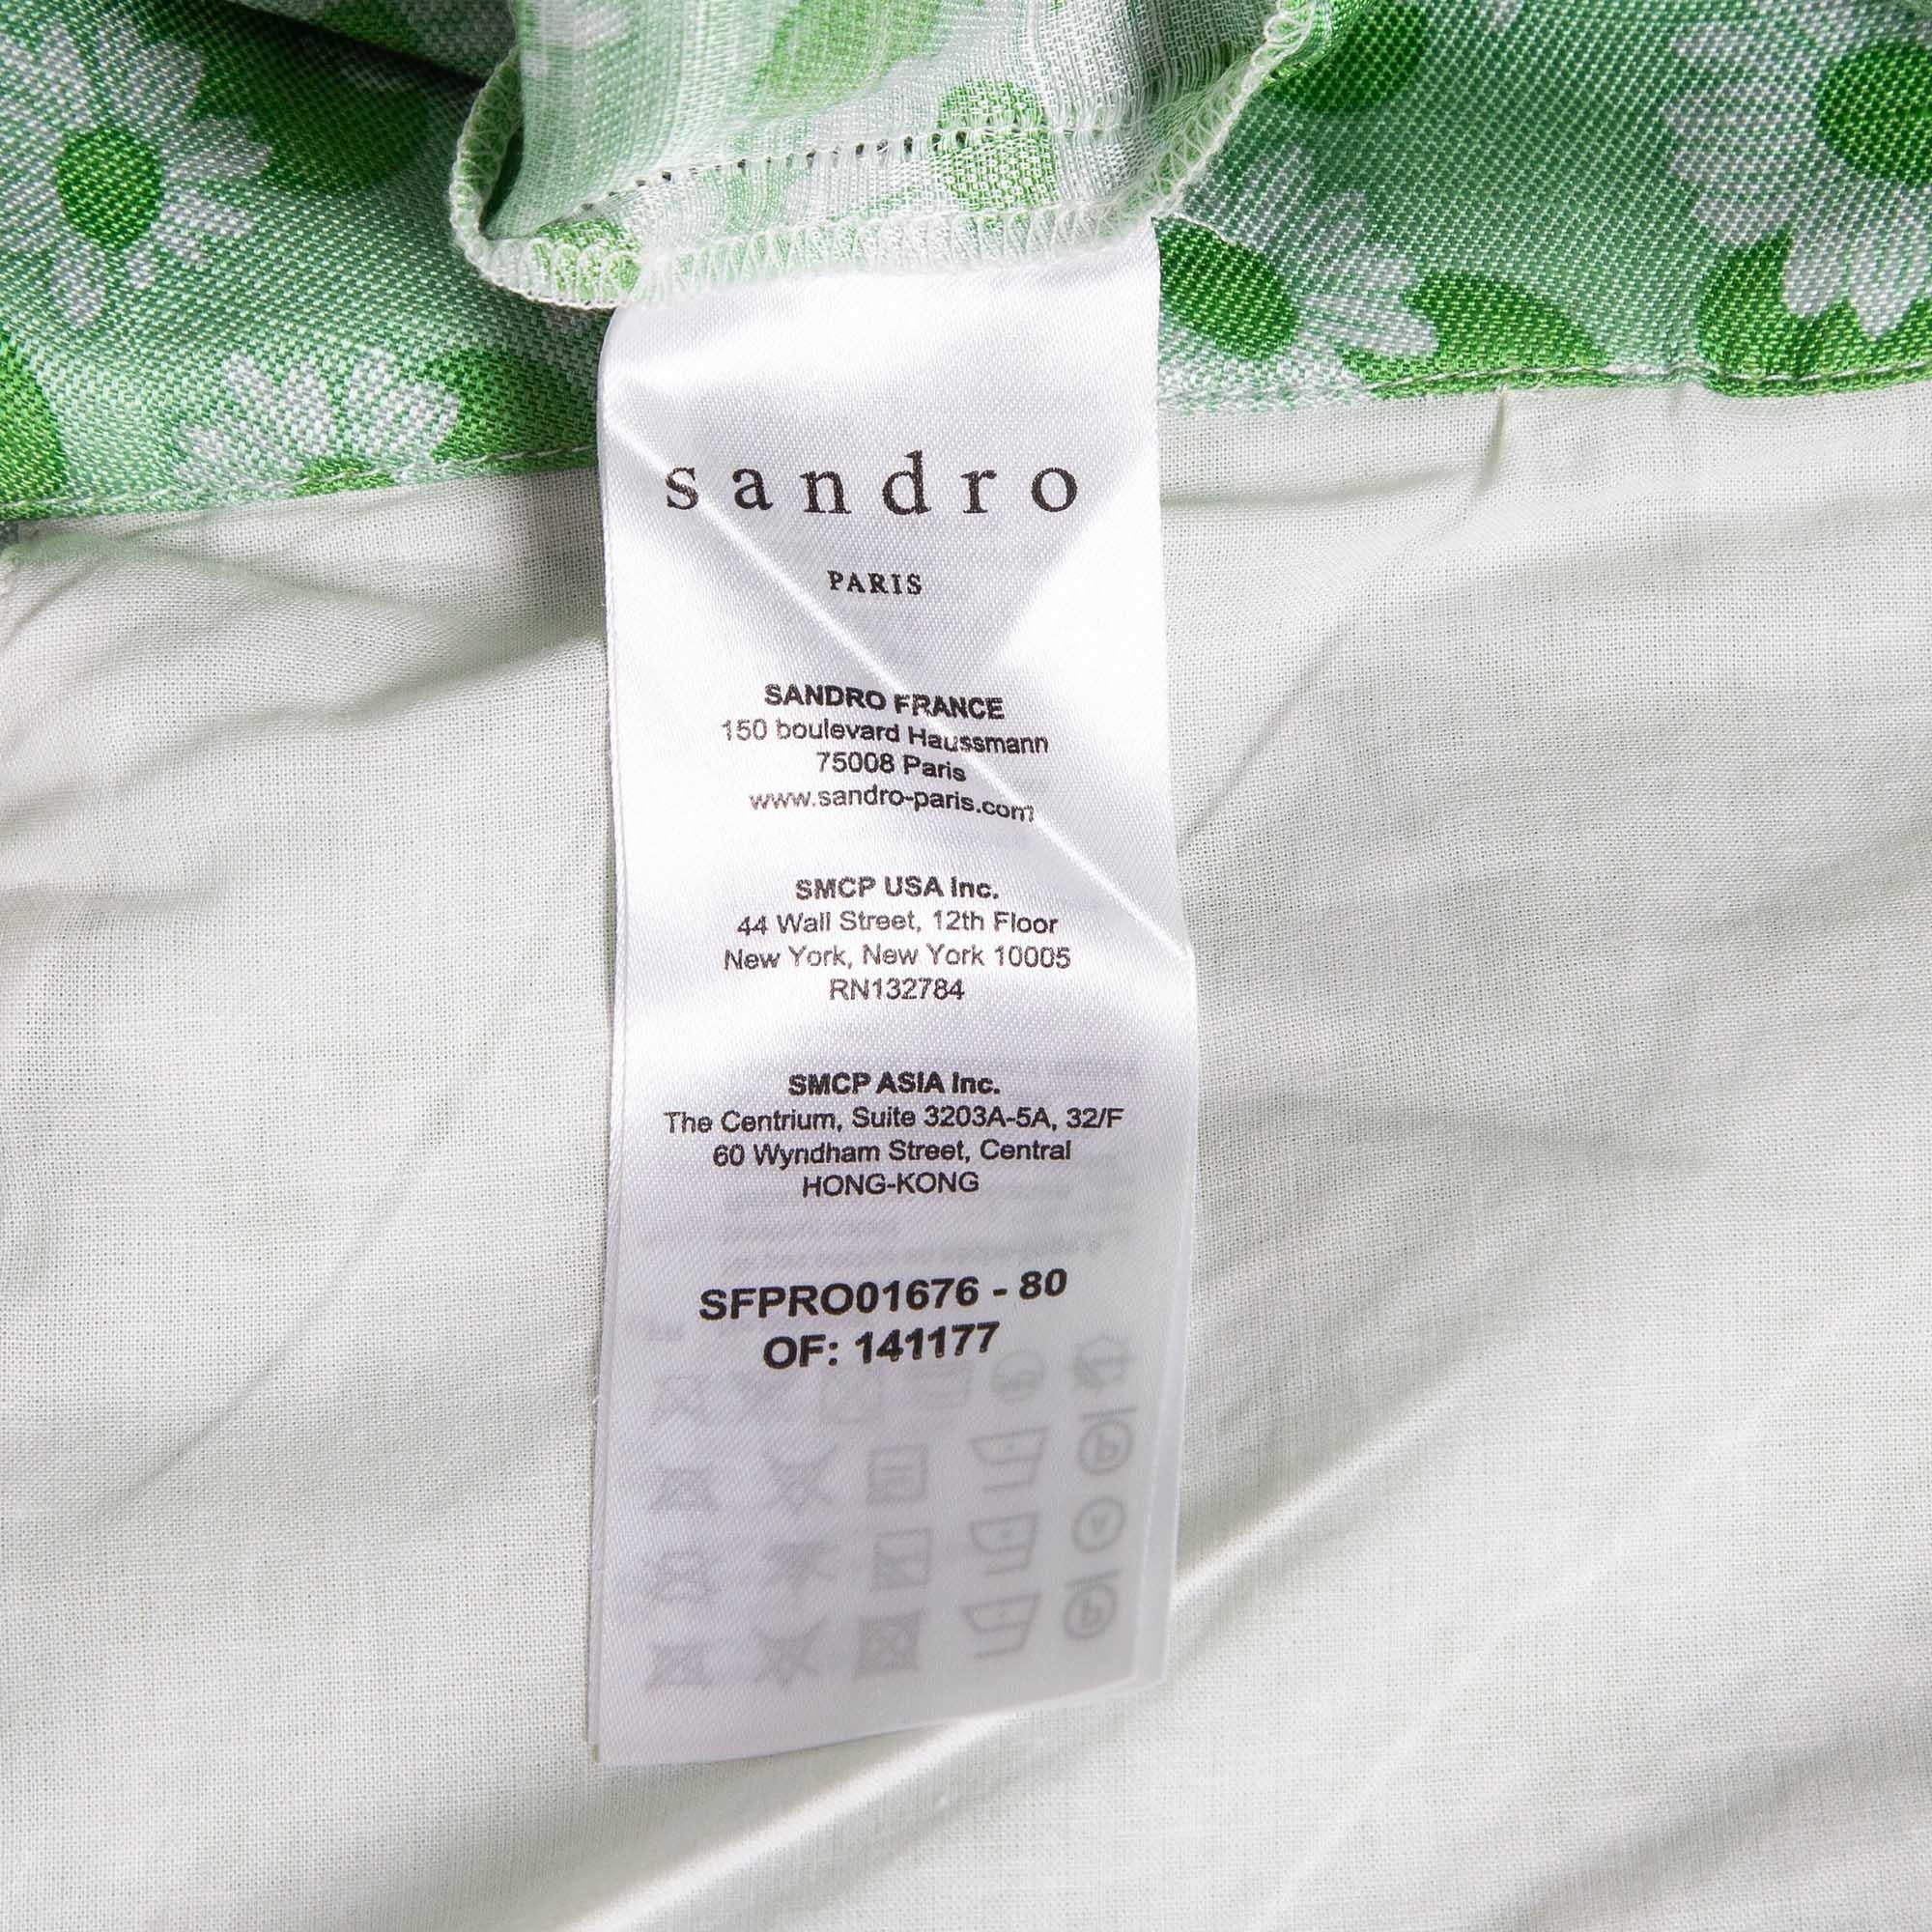 sandro
PARIS
SANDRO FRANCE
150 boulevard Haussmann
75008 Paris
www.sandro-paris.com
SMCP USA Inc.
44 Wall Street, 12th Floor
New York, New York 10005
RN132784
SMCP ASIA Inc.
The Centrium, Suite 3203A-5A, 32/F
60 Wyndham Street, Central
HONG-KONG
SFPRO01676 - 80
OF: 141177